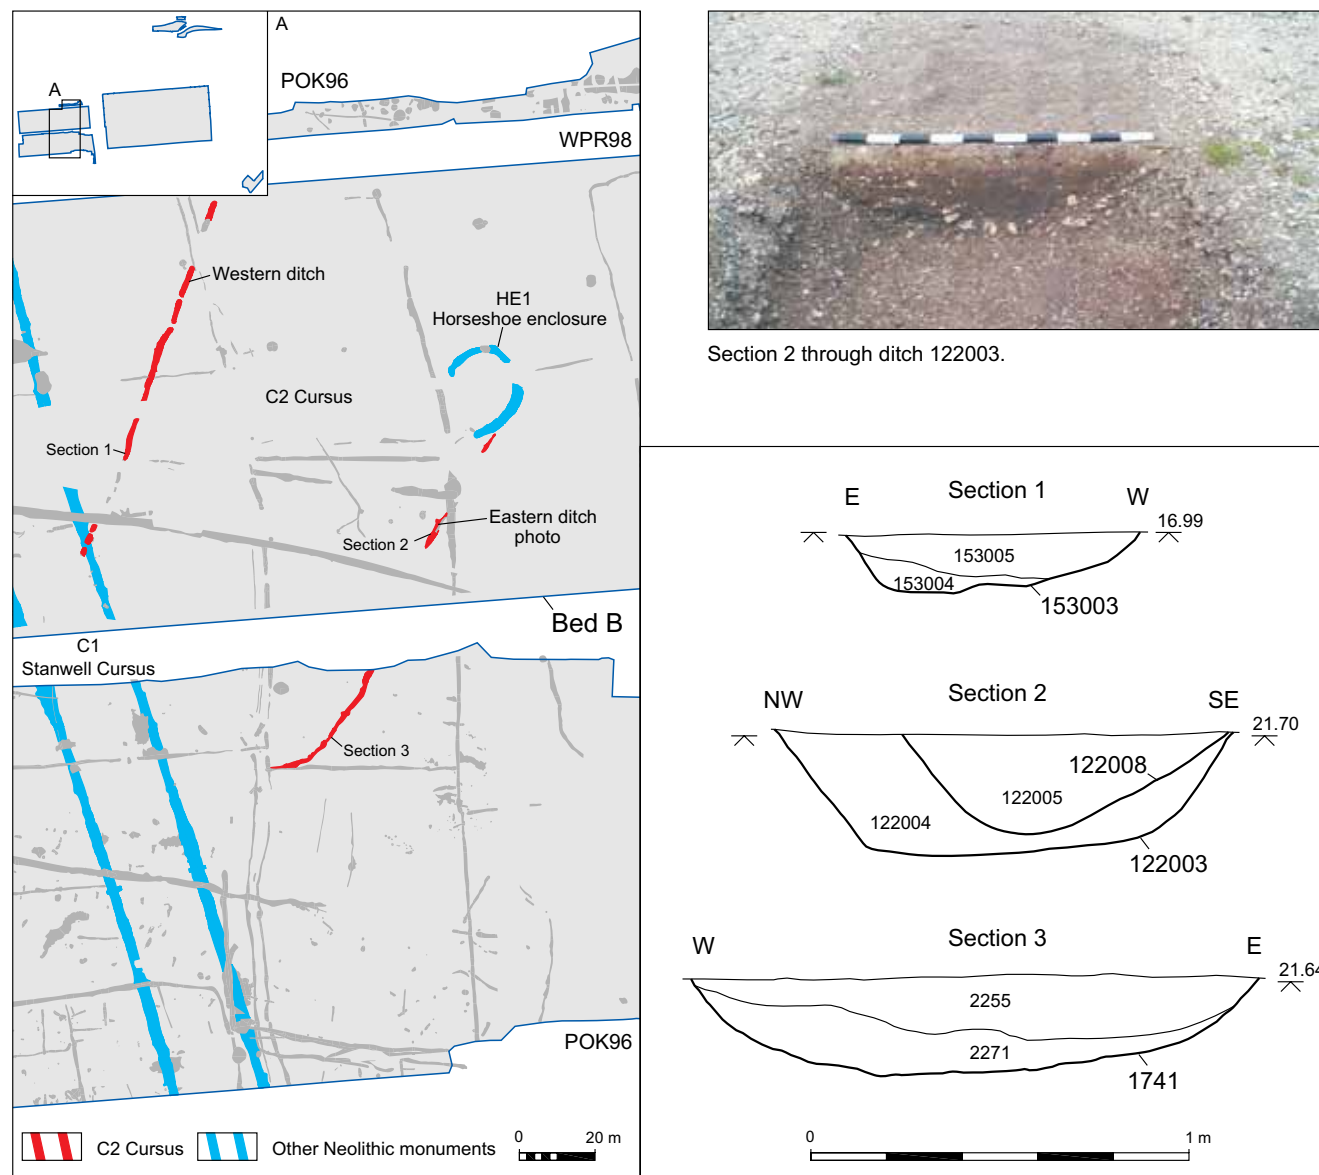 A
A
POK96
WPR98
Western ditch
HE1
Horseshoe enclosure
C2 Cursus
Section 1
Eastern ditch
photo
Section 2
Bed B
C1
Stanwell Cursus
Section 3
POK96
C2 Cursus
Other Neolithic monuments
0 20 m
Section 2 through ditch 122003.
Section 1
E W
16.99
153005
153004
153003
Section 2
NW SE
21.70
122008
122005
122004
122003
Section 3
W E
21.64
2255
2271
1741
0 1 m